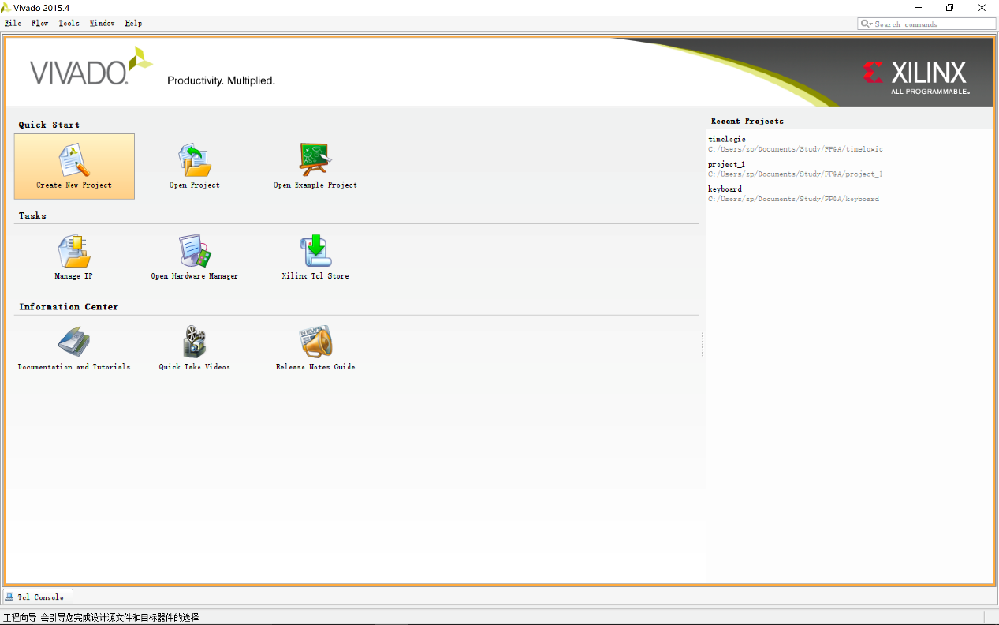 Vivado 2015.4
File Flow Tools Window Help
Search commands
VIVADO.
Productivity. Multiplied.
XILINX
ALL PROGRAMMABLE.
Quick Start
Create New Project
Open Project
Open Example Project
Tasks
Manage IP
Open Hardware Manager
Xilinx Tcl Store
Information Center
NEWS
Documentation and Tutorials
Quick Take Videos
Release Notes Guide
Recent Projects
timelogic
C:/Users/zp/Documents/Study/FPGA/timelogic
project_1
C:/Users/zp/Documents/Study/FPGA/project_1
keyboard
C:/Users/zp/Documents/Study/FPGA/keyboard
Tcl Console
工程向导 会引导您完成设计源文件和目标器件的选择